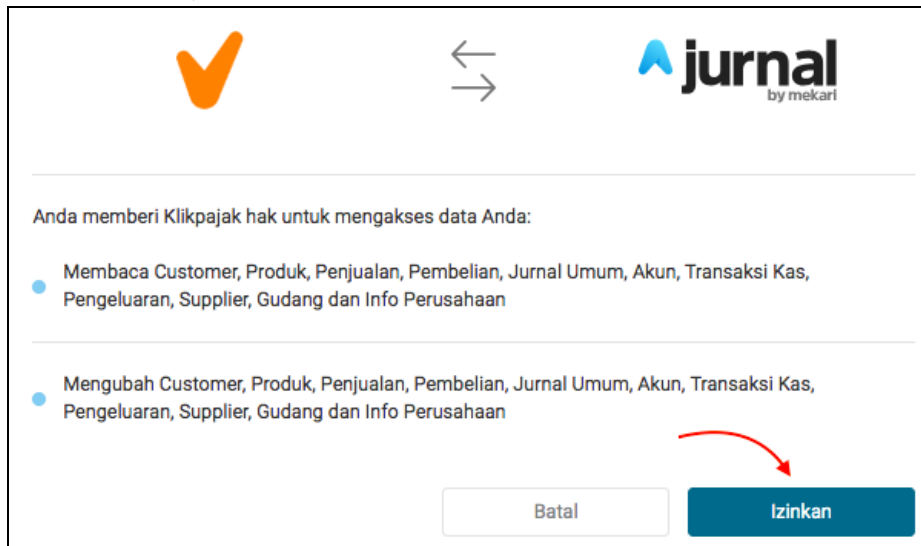 jurnal
by mekari
Anda memberi Klikpajak hak untuk mengakses data Anda:
Membaca Customer, Produk, Penjualan, Pembelian, Jurnal Umum, Akun, Transaksi Kas,
Pengeluaran, Supplier, Gudang dan Info Perusahaan
Mengubah Customer, Produk, Penjualan, Pembelian, Jurnal Umum, Akun, Transaksi Kas,
Pengeluaran, Supplier, Gudang dan Info Perusahaan
Batal
Izinkan